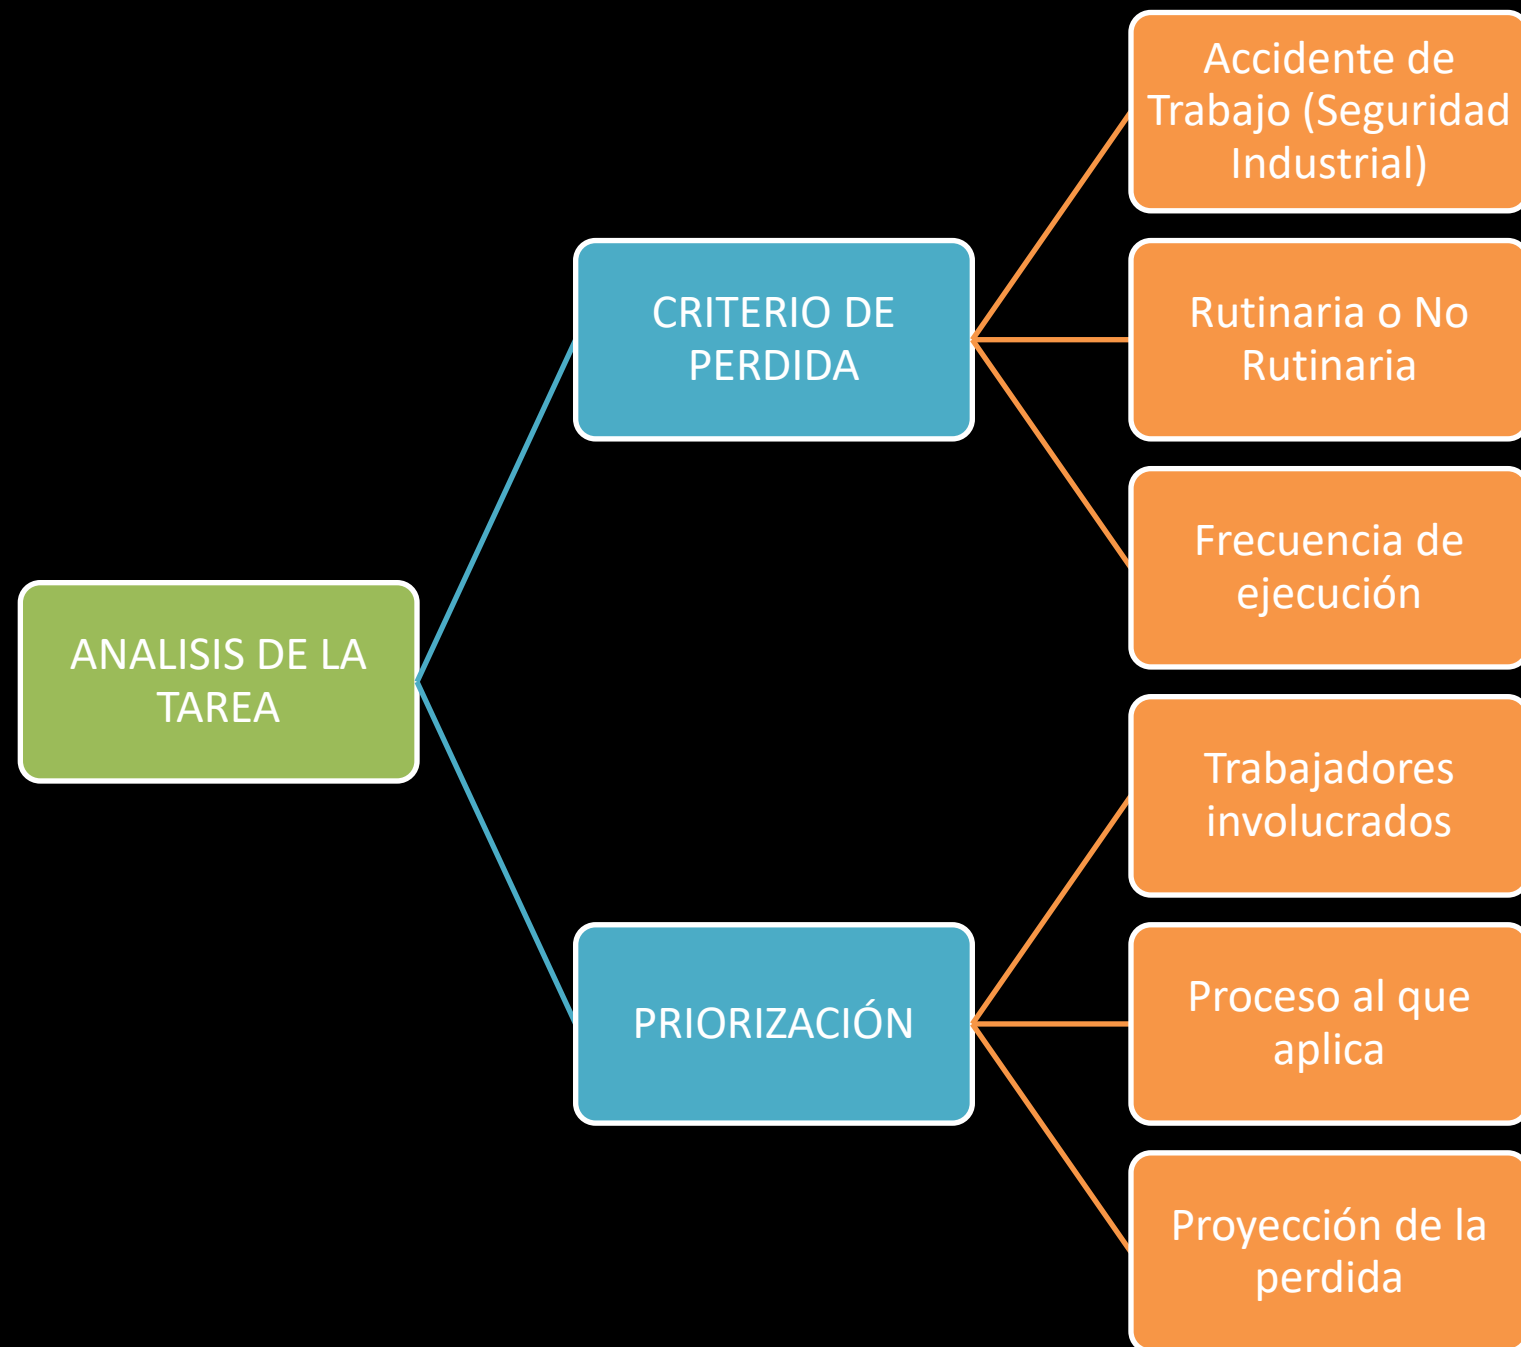 Accidente de
Trabajo (Seguridad
Industrial)
CRITERIO DE
PERDIDA
Rutinaria o No
Rutinaria
Frecuencia de
ejecución
ANALISIS DE LA
TAREA
Trabajadores
involucrados
PRIORIZACIÓN
Proceso al que
aplica
Proyección de la
perdida